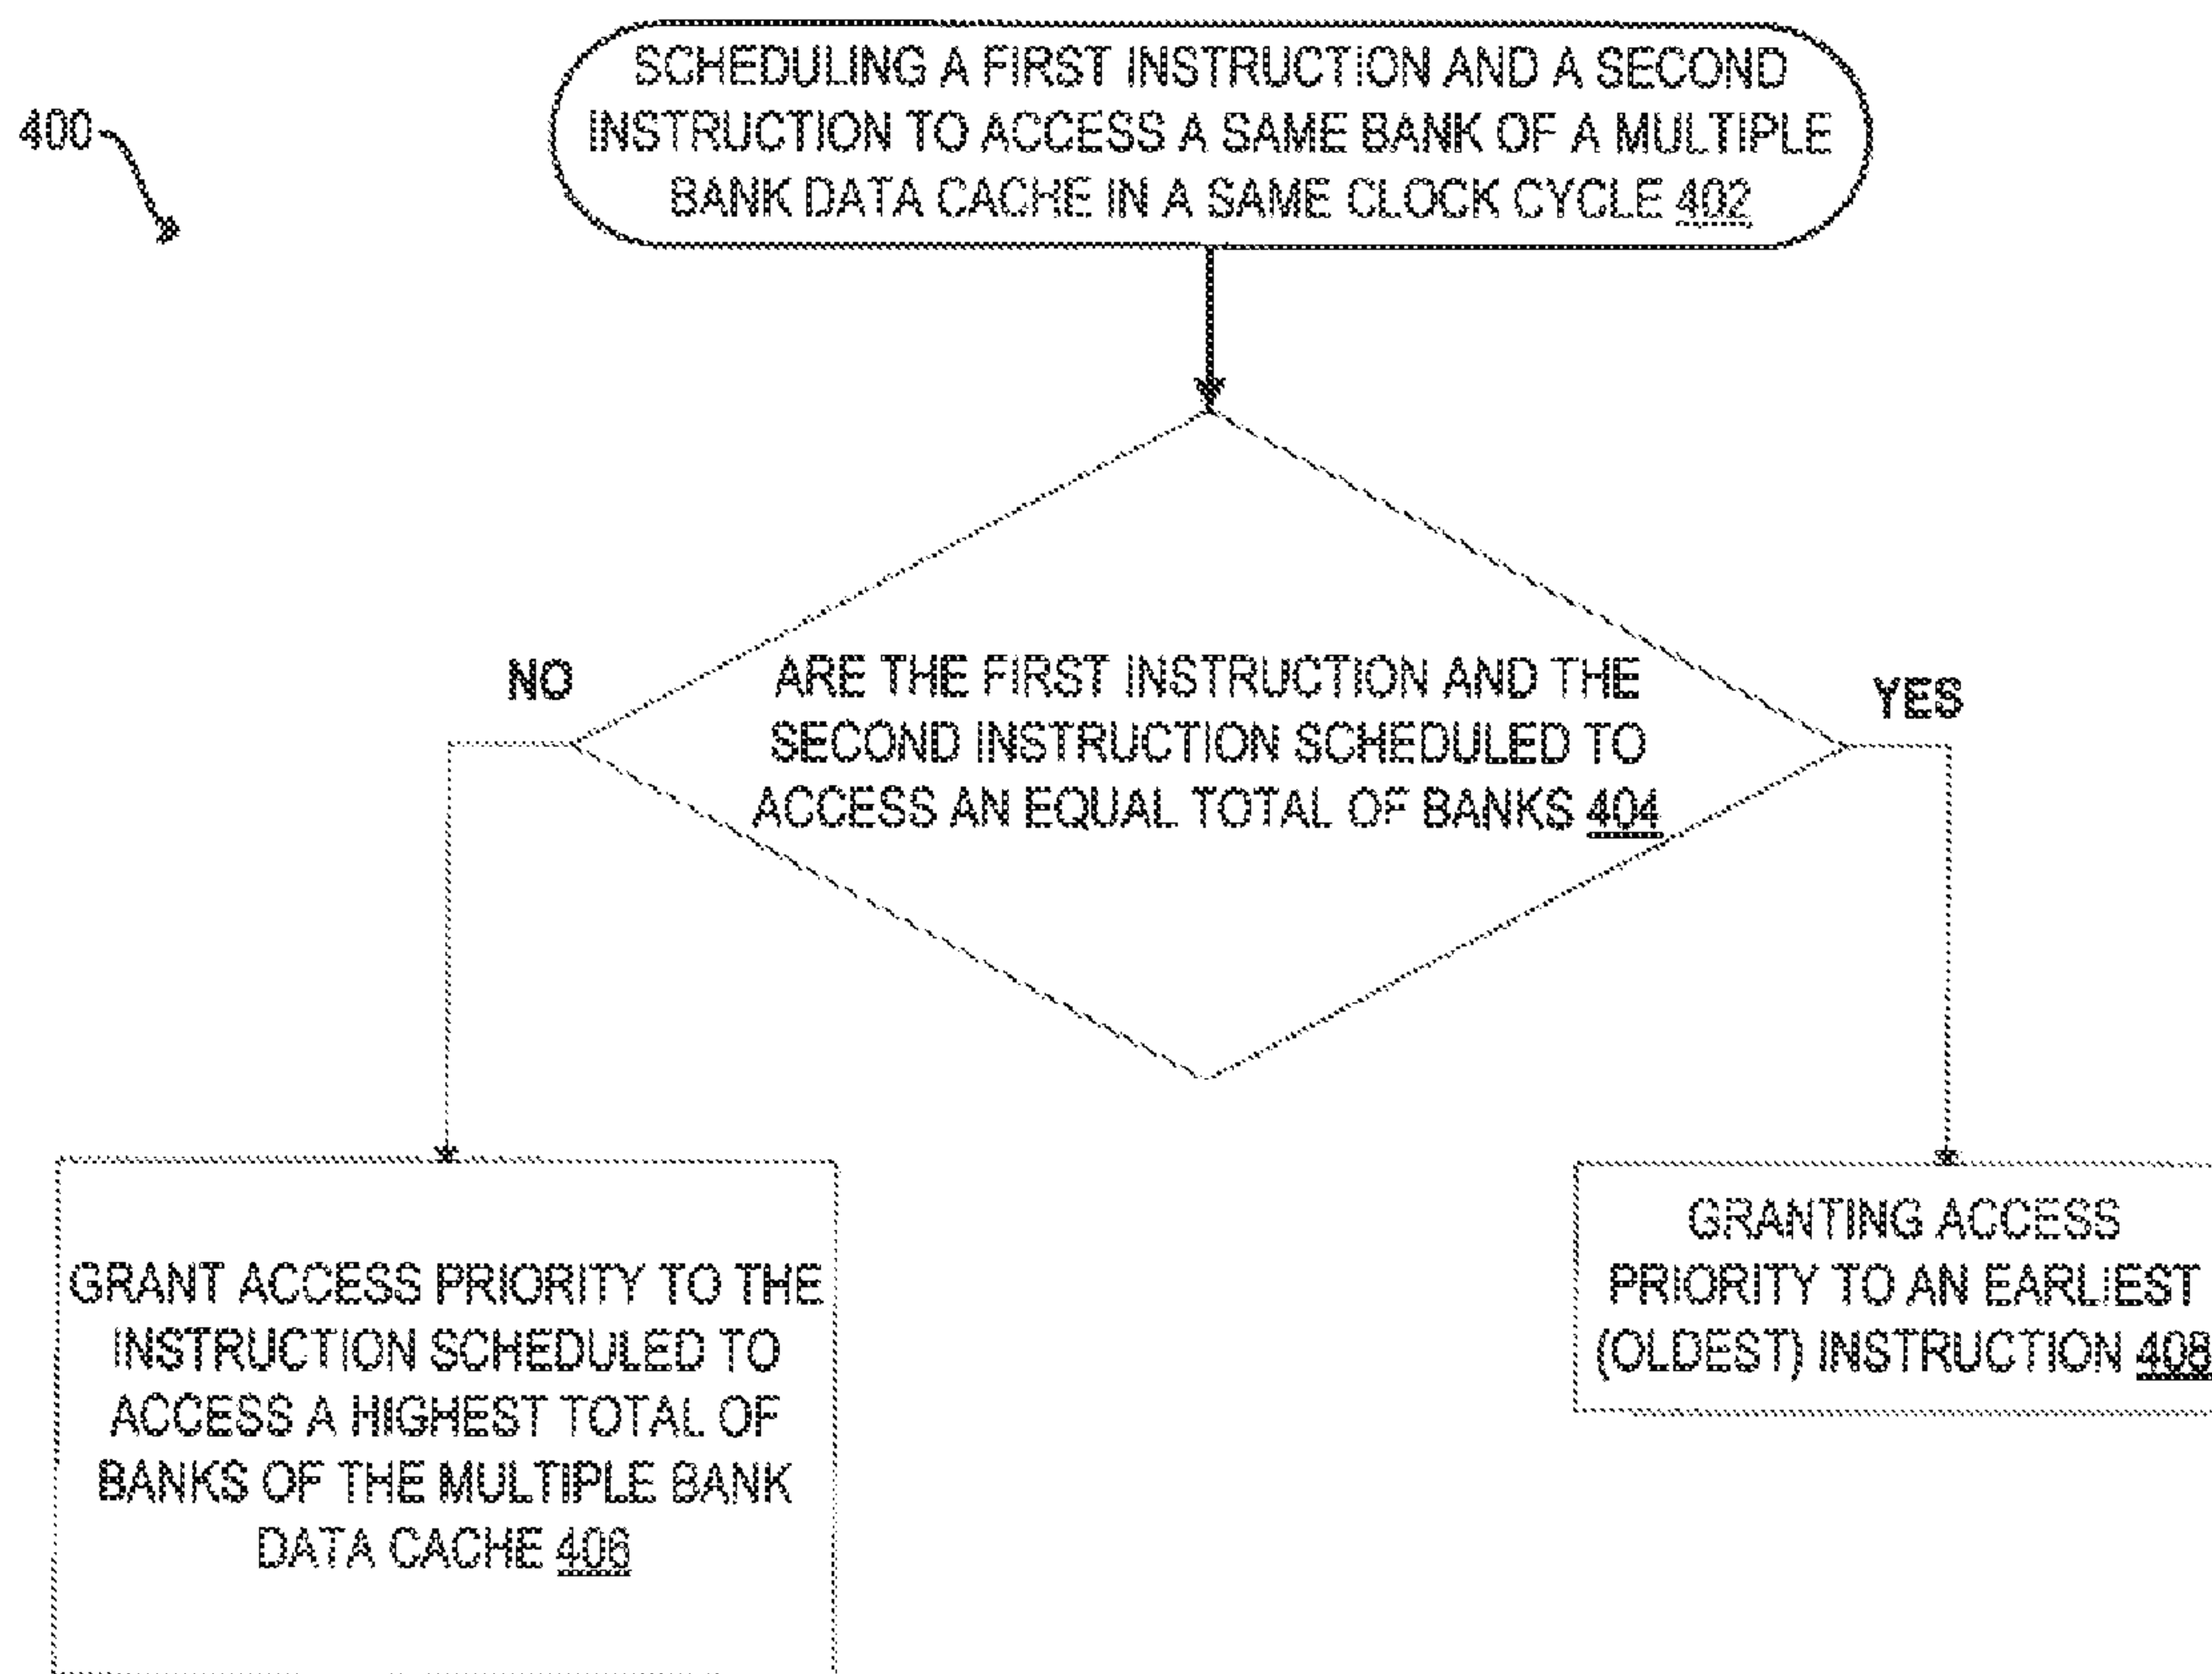 400
SCHEDULING A FIRST INSTRUCTION AND A SECOND
INSTRUCTION TO ACCESS A SAME BANK OF A MULTIPLE
BANK DATA CACHE IN A SAME CLOCK CYCLE 402
NO
YES
ARE THE FIRST INSTRUCTION AND THE
SECOND INSTRUCTION SCHEDULED TO
ACCESS AN EQUAL TOTAL OF BANKS 404
GRANT ACCESS PRIORITY TO THE
INSTRUCTION SCHEDULED TO
ACCESS A HIGHEST TOTAL OF
BANKS OF THE MULTIPLE BANK
DATA CACHE 406
GRANTING ACCESS
PRIORITY TO AN EARLIEST
(OLDEST) INSTRUCTION 408